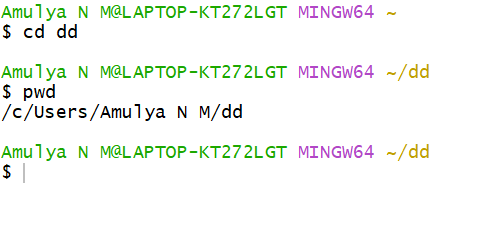 Amulya N M@LAPTOP-KT272LGT MINGW64 ~
$ cd dd
Amulya N M@LAPTOP-KT272LGT MINGW64 ~/dd
$ pwd
/c/Users/Amulya N M/dd
Amulya N M@LAPTOP-KT272LGT MINGW64 ~/dd
$